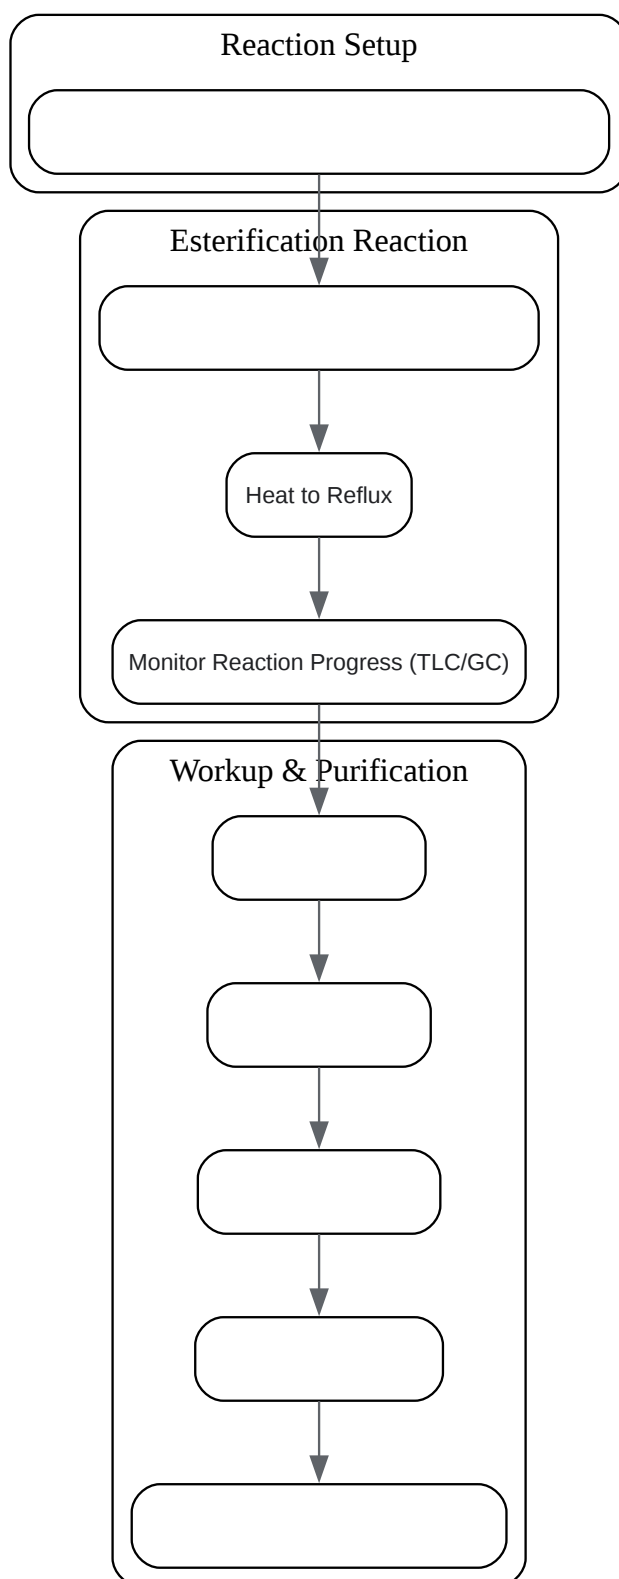 Reaction Setup
Esterification Reaction
Heat to Reflux
Monitor Reaction Progress (TLC/GC)
Workup & Purification